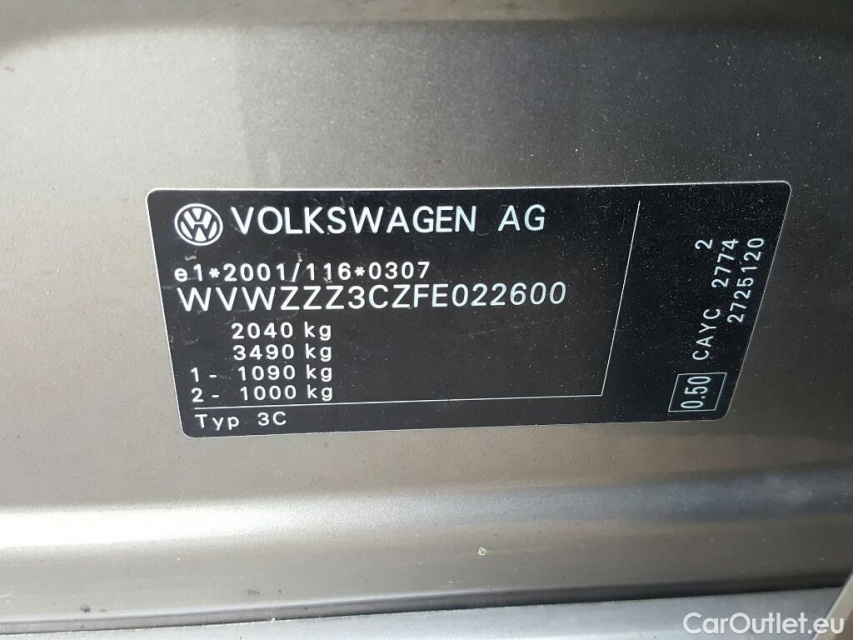 VOLKSWAGEN AG
e1*2001/116*0307
WVWZZZ3CZFE022600
2040 kg
3490 kg
1 - 1090 kg
2 - 1000 kg
Typ 3C
2
CAYC 2774
0.50 2725120
CarOutlet.eu